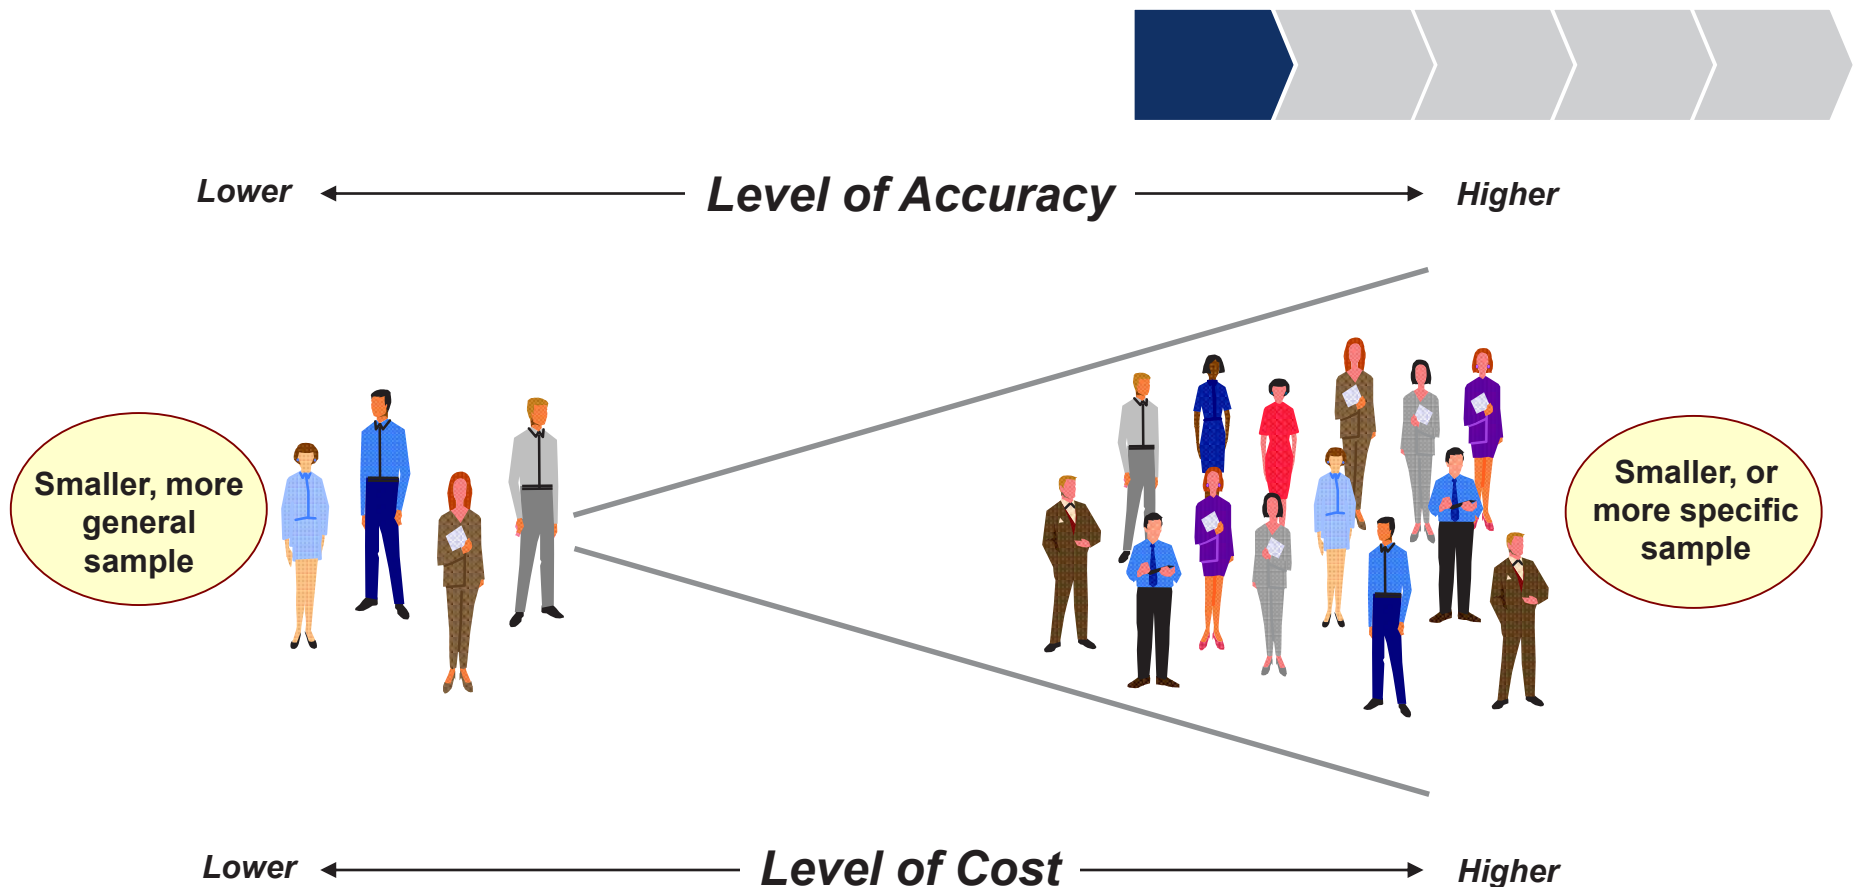 Lower Level of Accuracy Higher
Smaller, more
general
sample
Smaller, or
more specific
sample
Lower Level of Cost Higher